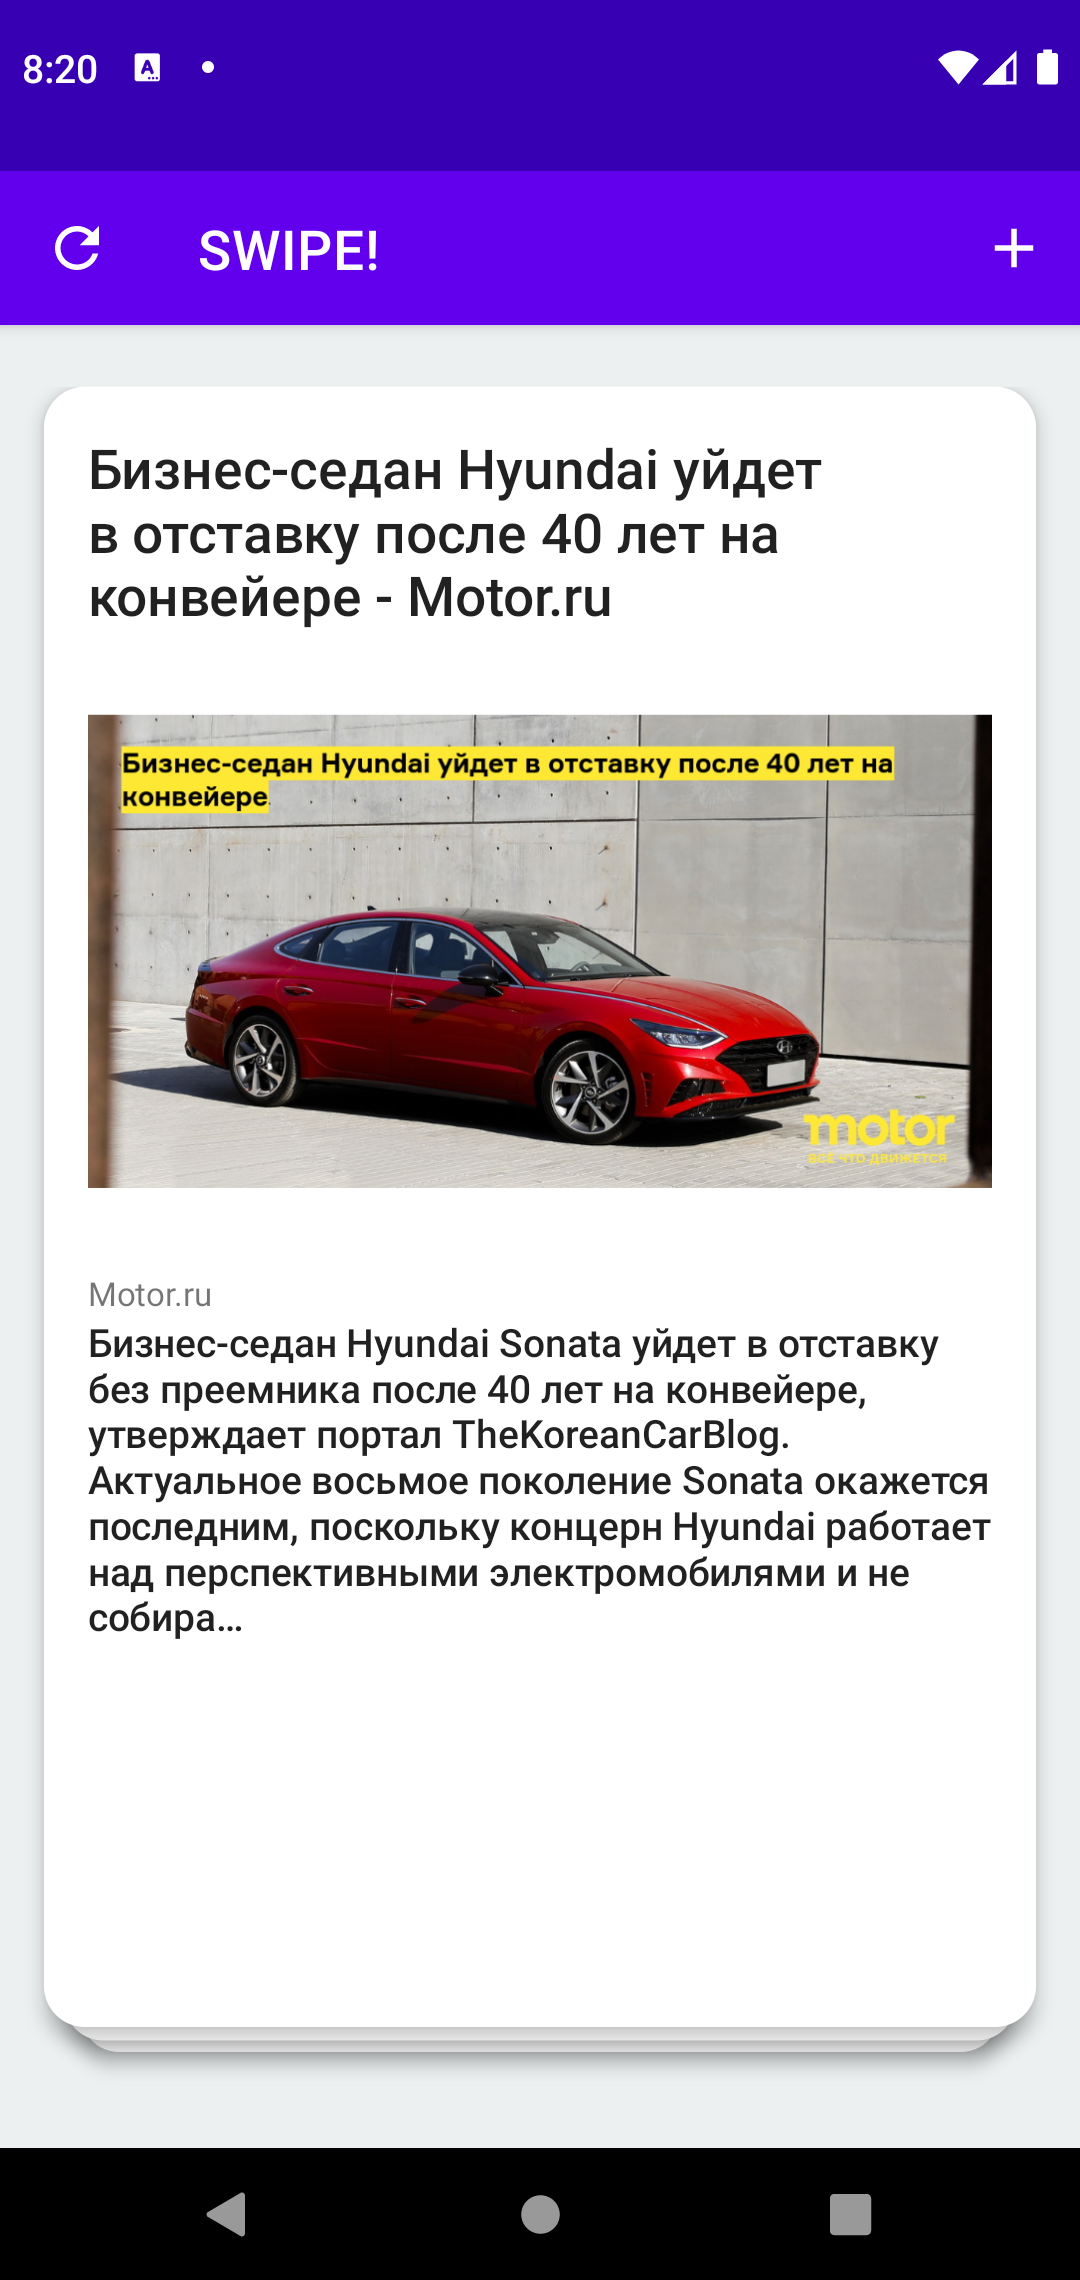 8:20
SWIPE!
Бизнес-седан Hyundai уйдет
в отставку после 40 лет на
конвейере - Motor.ru
Бизнес-седан Hyundai уйдет в отставку после 40 лет на
конвейере
motor
ВСЁ ЧТО ДВИЖЕТСЯ
Motor.ru
Бизнес-седан Hyundai Sonata уйдет в отставку
без преемника после 40 лет на конвейере,
утверждает портал TheKoreanCarBlog.
Актуальное восьмое поколение Sonata окажется
последним, поскольку концерн Hyundai работает
над перспективными электромобилями и не
собира…